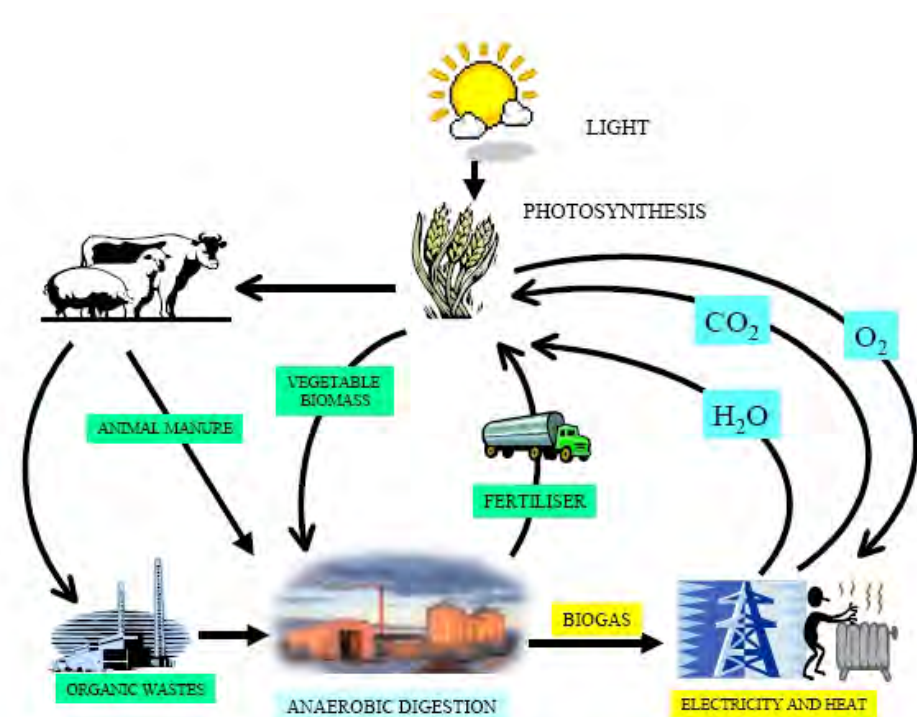 LIGHT
PHOTOSYNTHESIS
CO₂
O₂
VEGETABLE
BIOMASS
H₂O
ANIMAL MANURE
FERTILISER
BIOGAS
ORGANIC WASTES
ANAEROBIC DIGESTION
ELECTRICITY AND HEAT